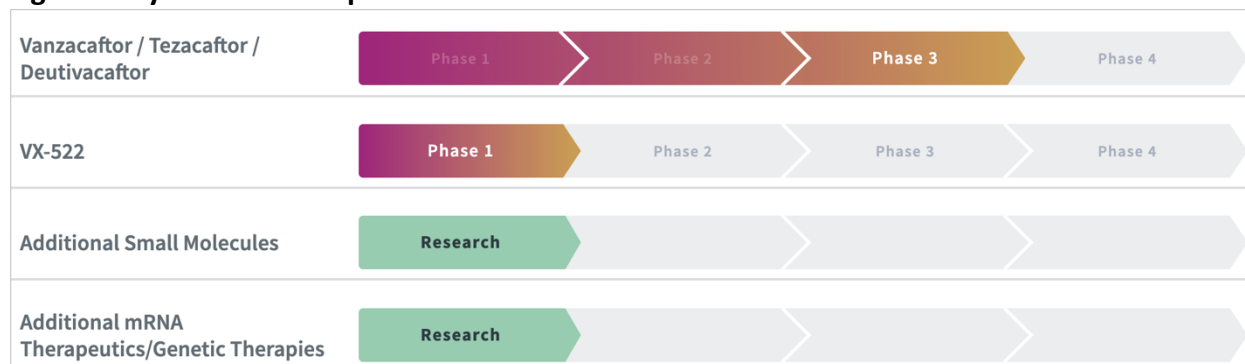 Vanzacaftor / Tezacaftor /
Deutivacaftor
Phase 1
Phase 2
Phase 3
Phase 4
VX-522
Phase 1
Phase 2
Phase 3
Phase 4
Additional Small Molecules
Research
Additional mRNA
Therapeutics/Genetic Therapies
Research